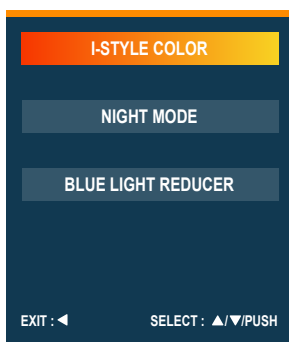 I-STYLE COLOR
NIGHT MODE
BLUE LIGHT REDUCER
EXIT : ◀ SELECT : ▲/▼/PUSH